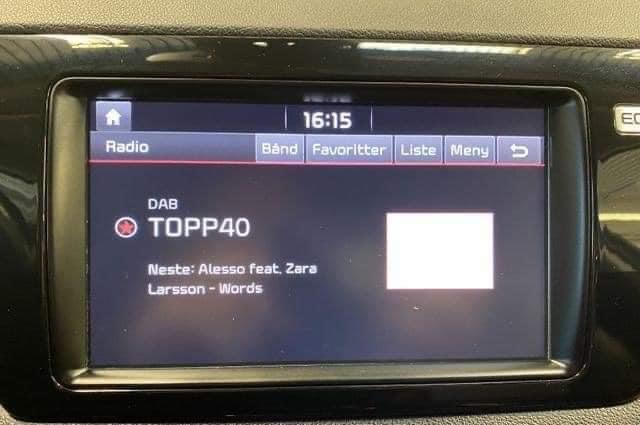 16:15
Radio Bånd Favoritter Liste Meny
DAB
TOPP40
Neste: Alesso feat. Zara
Larsson - Words